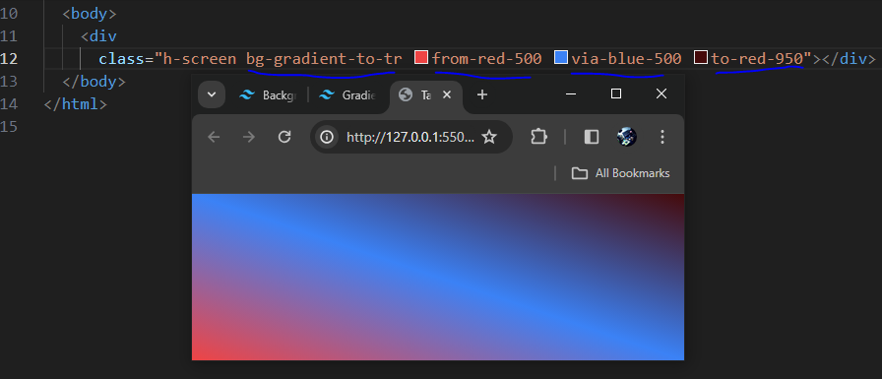 10 <body>
11 <div
12 class="h-screen bg-gradient-to-tr from-red-500 via-blue-500 to-red-950"></div>
13 </body>
14 </html>
15
Backg Gradie Ta
http://127.0.0.1:550...
All Bookmarks